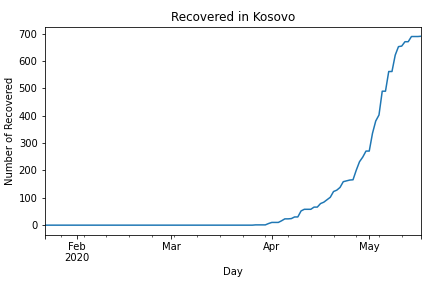 Recovered in Kosovo
Number of Recovered
700
600
500
400
300
200
100
0
Feb
2020
Mar
Apr
May
Day